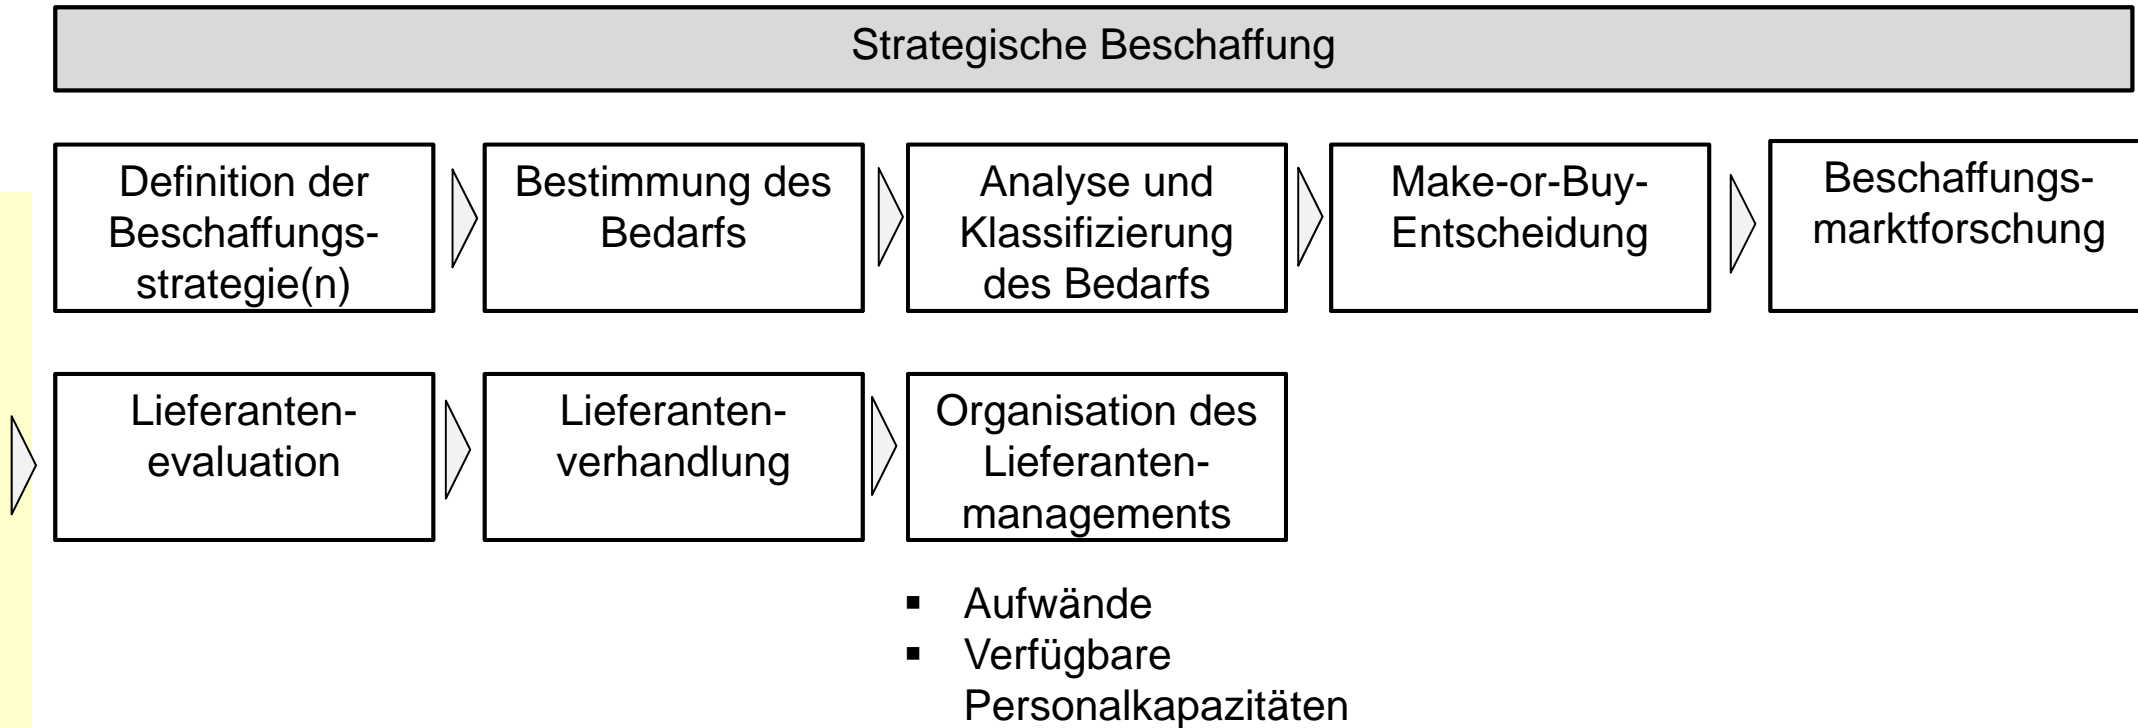 Strategische Beschaffung
Definition der
Beschaffungs-
strategie(n)
Bestimmung des
Bedarfs
Analyse und
Klassifizierung
des Bedarfs
Make-or-Buy-
Entscheidung
Beschaffungs-
marktforschung
Lieferanten-
evaluation
Lieferanten-
verhandlung
Organisation des
Lieferanten-
managements
▪ Aufwände
▪ Verfügbare
Personalkapazitäten